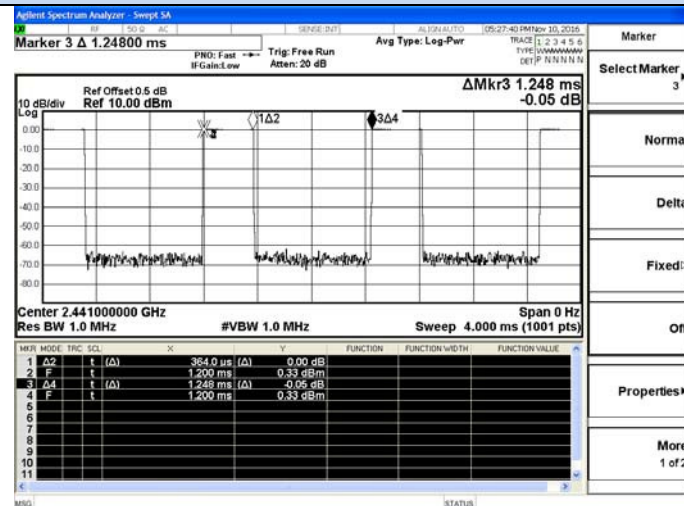 Agilent Spectrum Analyzer - Swept SA
LXI RF 50 Ω AC SENSE:INT ALIGN AUTO 05:27:40 PM Nov 10, 2016
Marker 3 Δ 1.24800 ms
PNO: Fast
IFGain:Low
Trig: Free Run
Atten: 20 dB
Avg Type: Log-Pwr
TRACE 1 2 3 4 5 6
TYPE WWWWWW
DET P N N N N N
Ref Offset 0.5 dB
10 dB/div Ref 10.00 dBm
Log
ΔMkr3 1.248 ms
-0.05 dB
0.00
-10.0
-20.0
-30.0
-40.0
-50.0
-60.0
-70.0
-80.0
1Δ2
3Δ4
Center 2.441000000 GHz Span 0 Hz
Res BW 1.0 MHz #VBW 1.0 MHz Sweep 4.000 ms (1001 pts)
MKR MODE TRC SCL X Y FUNCTION FUNCTION WIDTH FUNCTION VALUE
1 Δ2 t (Δ) 364.0 µs (Δ) 0.00 dB
2 F t 1.200 ms 0.33 dBm
3 Δ4 t (Δ) 1.248 ms (Δ) -0.05 dB
4 F t 1.200 ms 0.33 dBm
5
6
7
8
9
10
11
MSG STATUS
Marker
Select Marker
3
Norma
Delta
Fixed
Of
Properties
More
1 of 2